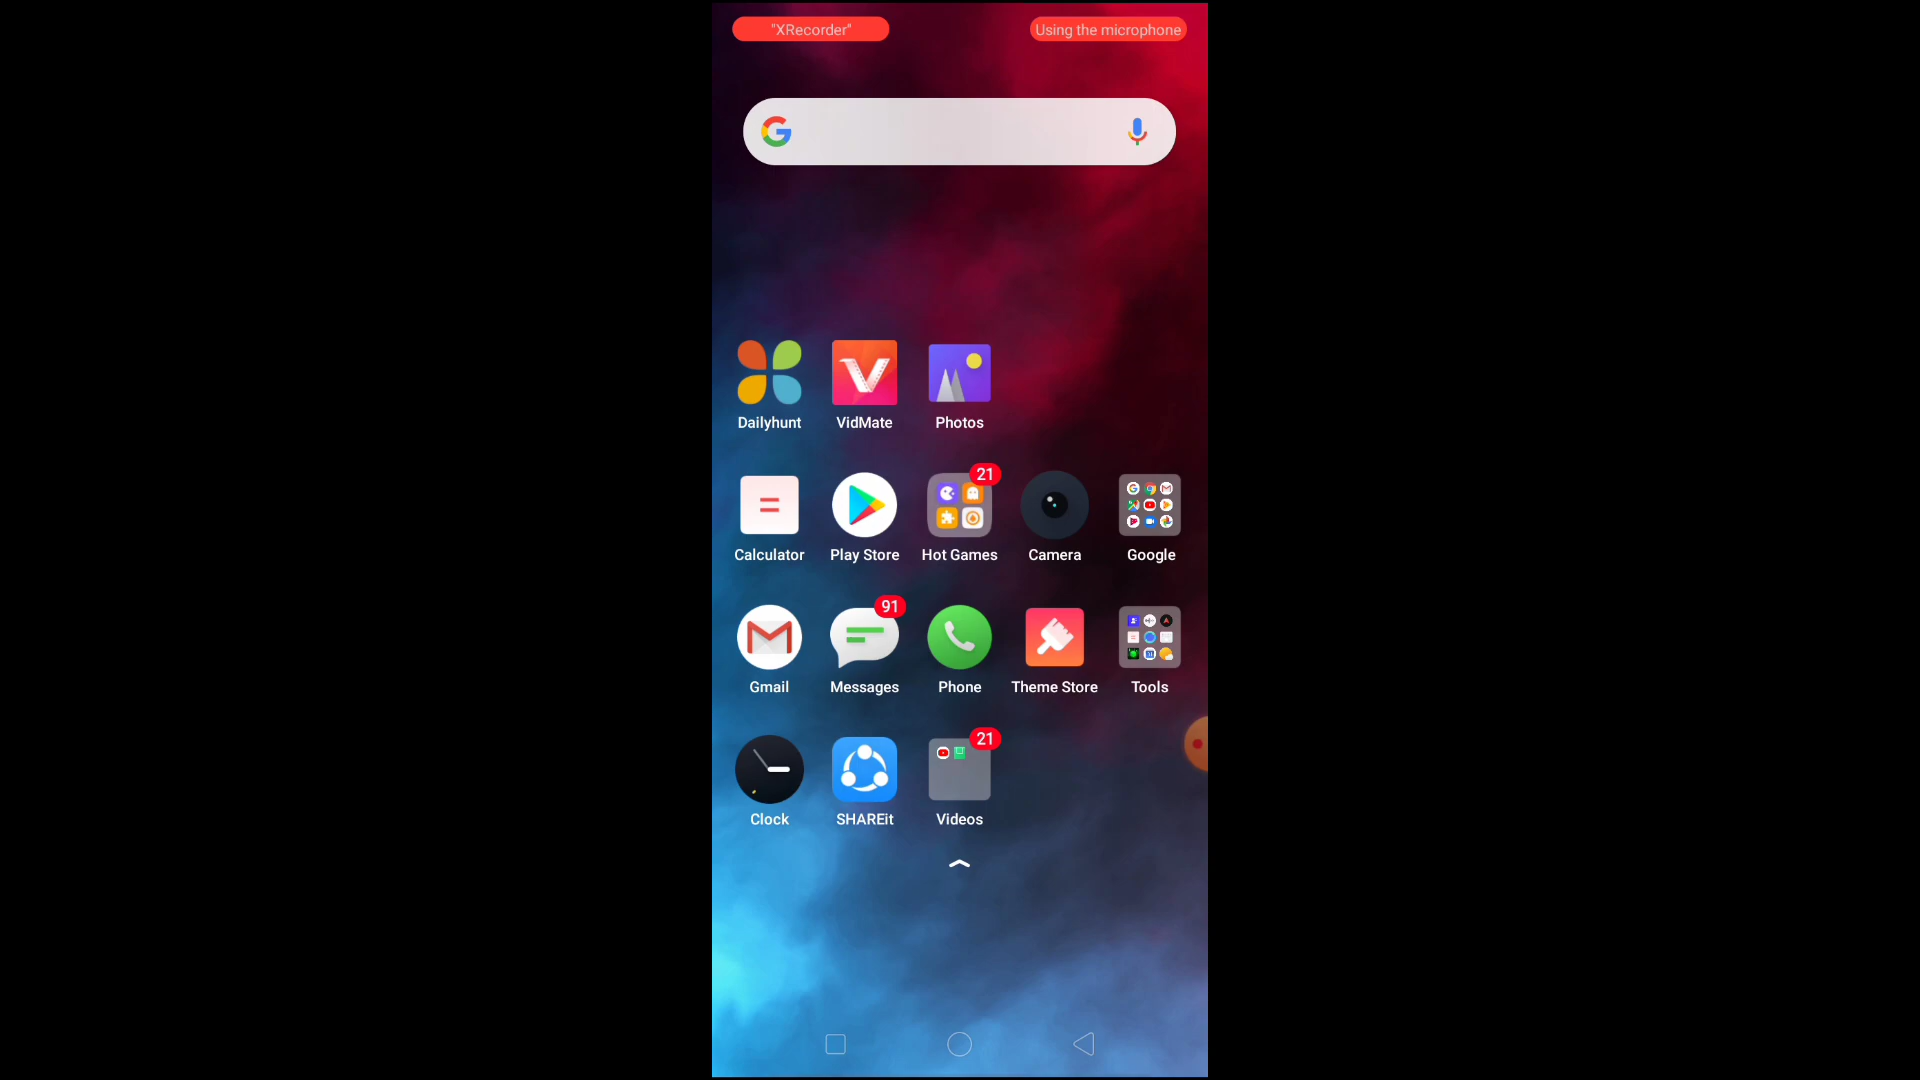 "XRecorder" Using the microphone
Dailyhunt VidMate Photos
21
Calculator Play Store Hot Games Camera Google
91
Gmail Messages Phone Theme Store Tools
21
Clock SHAREit Videos